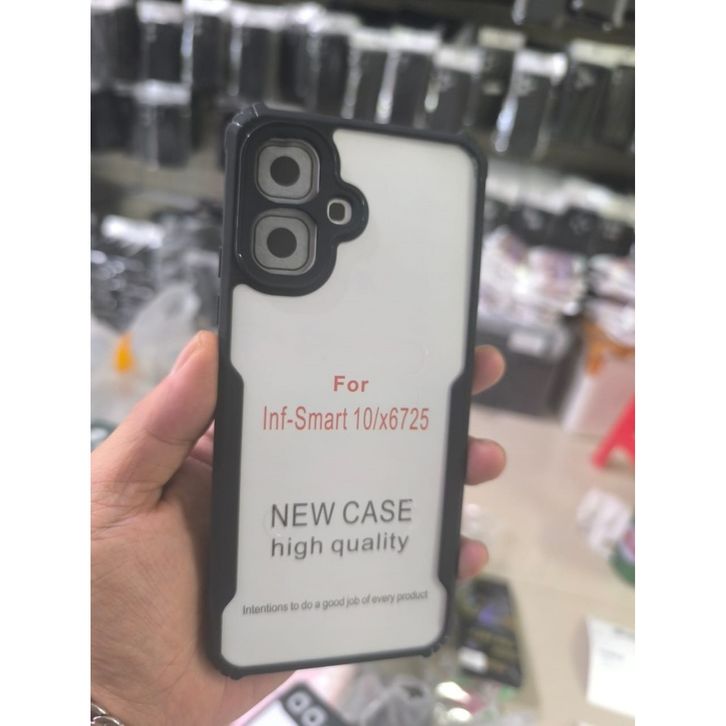 For
Inf-Smart 10/x6725
NEW CASE
high quality
Intentions to do a good job of every product